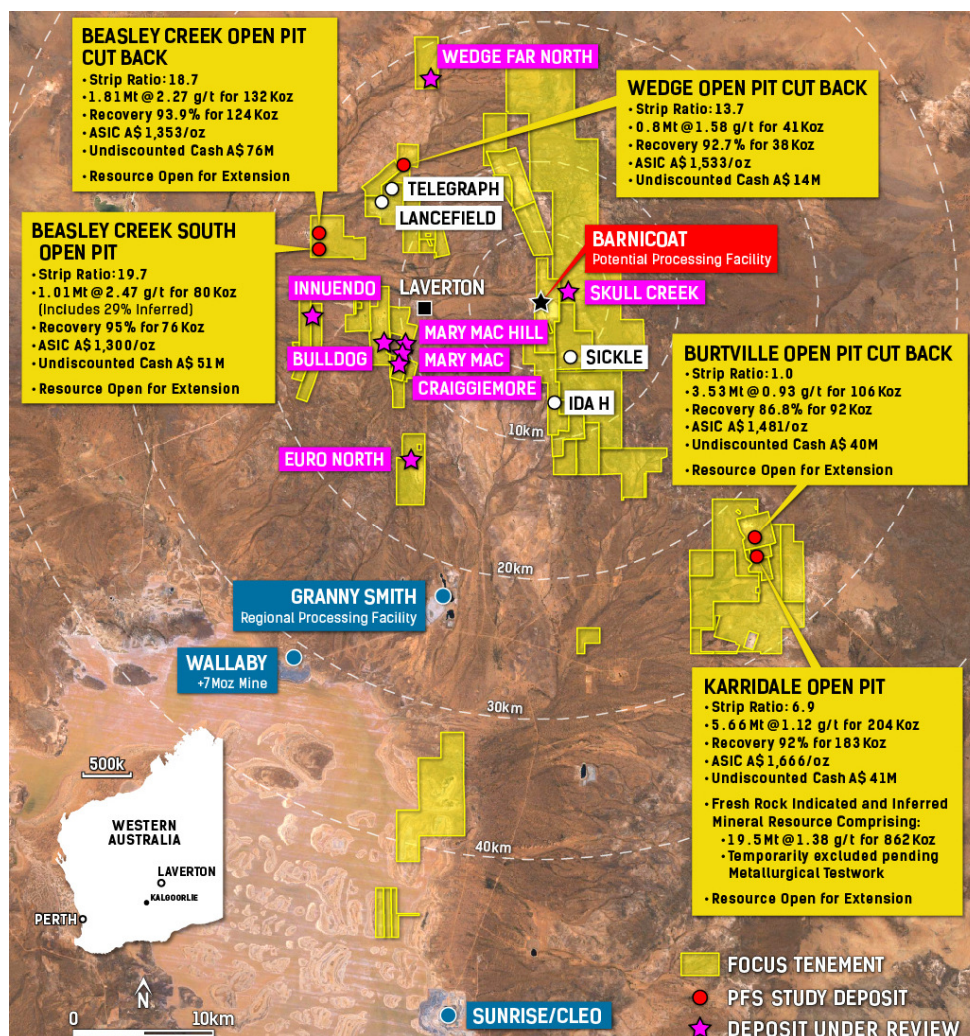 BEASLEY CREEK OPEN PIT
CUT BACK
• Strip Ratio: 18.7
• 1.81 Mt @ 2.27 g/t for 132 Koz
• Recovery 93.9% for 124 Koz
• ASIC A$ 1,353/oz
• Undiscounted Cash A$ 76M
• Resource Open for Extension
WEDGE FAR NORTH
WEDGE OPEN PIT CUT BACK
• Strip Ratio: 13.7
• 0.8 Mt @ 1.58 g/t for 41 Koz
• Recovery 92.7% for 38 Koz
• ASIC A$ 1,533/oz
• Undiscounted Cash A$ 14M
TELEGRAPH
LANCEFIELD
BEASLEY CREEK SOUTH
OPEN PIT
• Strip Ratio: 19.7
• 1.01 Mt @ 2.47 g/t for 80 Koz
(Includes 29% Inferred)
• Recovery 95% for 76 Koz
• ASIC A$ 1,300/oz
• Undiscounted Cash A$ 51M
• Resource Open for Extension
BARNICOAT
Potential Processing Facility
INNUENDO
LAVERTON
SKULL CREEK
MARY MAC HILL
BULLDOG
MARY MAC
CRAIGGIEMORE
SICKLE
IDA H
10km
EURO NORTH
BURTVILLE OPEN PIT CUT BACK
• Strip Ratio: 1.0
• 3.53 Mt @ 0.93 g/t for 106 Koz
• Recovery 86.8% for 92 Koz
• ASIC A$ 1,481/oz
• Undiscounted Cash A$ 40M
• Resource Open for Extension
20km
GRANNY SMITH
Regional Processing Facility
WALLABY
+7Moz Mine
30km
KARRIDALE OPEN PIT
• Strip Ratio: 6.9
• 5.66 Mt @ 1.12 g/t for 204 Koz
• Recovery 92% for 183 Koz
• ASIC A$ 1,666/oz
• Undiscounted Cash A$ 41M
• Fresh Rock Indicated and Inferred
Mineral Resource Comprising:
• 19.5 Mt @ 1.38 g/t for 862 Koz
• Temporarily excluded pending
Metallurgical Testwork
• Resource Open for Extension
40km
500k
WESTERN
AUSTRALIA
LAVERTON
KALGOORLIE
PERTH
N
0 10km
SUNRISE/CLEO
FOCUS TENEMENT
PFS STUDY DEPOSIT
DEPOSIT UNDER REVIEW